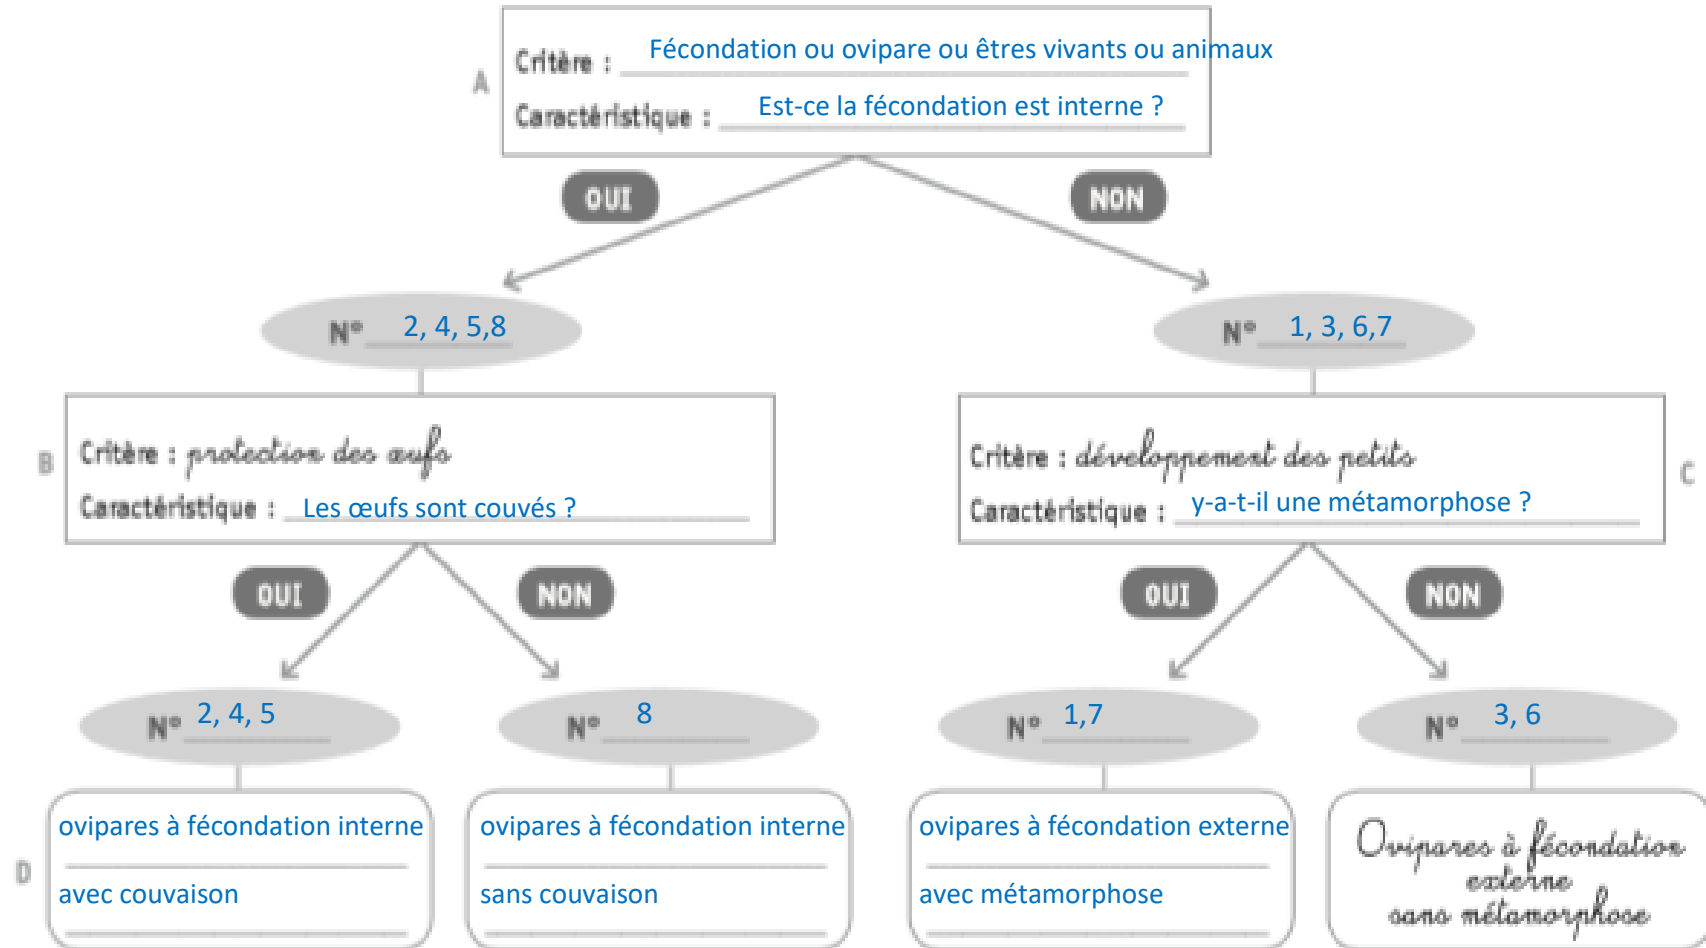 A
Critère : Fécondation ou ovipare ou êtres vivants ou animaux
Caractéristique : Est-ce la fécondation est interne ?
OUI
NON
N° 2, 4, 5,8
N° 1, 3, 6,7
B
Critère : protection des œufs
Caractéristique : Les œufs sont couvés ?
C
Critère : développement des petits
Caractéristique : y-a-t-il une métamorphose ?
OUI
NON
OUI
NON
N° 2, 4, 5
N° 8
N° 1,7
N° 3, 6
D
ovipares à fécondation interne
avec couvaison
ovipares à fécondation interne
sans couvaison
ovipares à fécondation externe
avec métamorphose
Ovipares à fécondation
externe
sans métamorphose